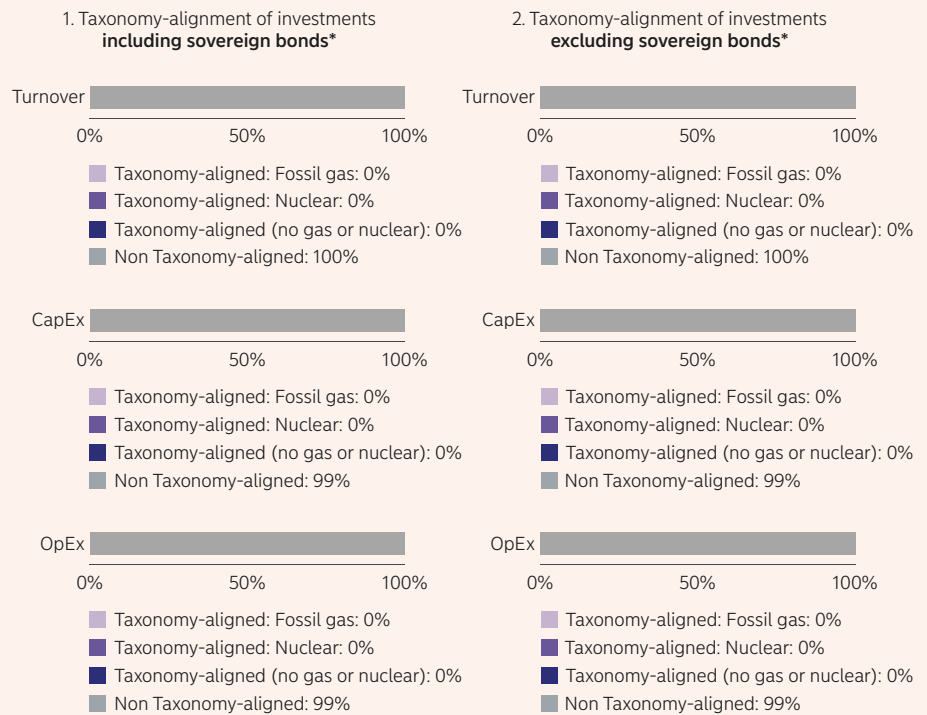 1. Taxonomy-alignment of investments
including sovereign bonds*
Turnover
0% 50% 100%
Taxonomy-aligned: Fossil gas: 0%
Taxonomy-aligned: Nuclear: 0%
Taxonomy-aligned (no gas or nuclear): 0%
Non Taxonomy-aligned: 100%
CapEx
0% 50% 100%
Taxonomy-aligned: Fossil gas: 0%
Taxonomy-aligned: Nuclear: 0%
Taxonomy-aligned (no gas or nuclear): 0%
Non Taxonomy-aligned: 99%
OpEx
0% 50% 100%
Taxonomy-aligned: Fossil gas: 0%
Taxonomy-aligned: Nuclear: 0%
Taxonomy-aligned (no gas or nuclear): 0%
Non Taxonomy-aligned: 99%
2. Taxonomy-alignment of investments
excluding sovereign bonds*
Turnover
0% 50% 100%
Taxonomy-aligned: Fossil gas: 0%
Taxonomy-aligned: Nuclear: 0%
Taxonomy-aligned (no gas or nuclear): 0%
Non Taxonomy-aligned: 100%
CapEx
0% 50% 100%
Taxonomy-aligned: Fossil gas: 0%
Taxonomy-aligned: Nuclear: 0%
Taxonomy-aligned (no gas or nuclear): 0%
Non Taxonomy-aligned: 99%
OpEx
0% 50% 100%
Taxonomy-aligned: Fossil gas: 0%
Taxonomy-aligned: Nuclear: 0%
Taxonomy-aligned (no gas or nuclear): 0%
Non Taxonomy-aligned: 99%